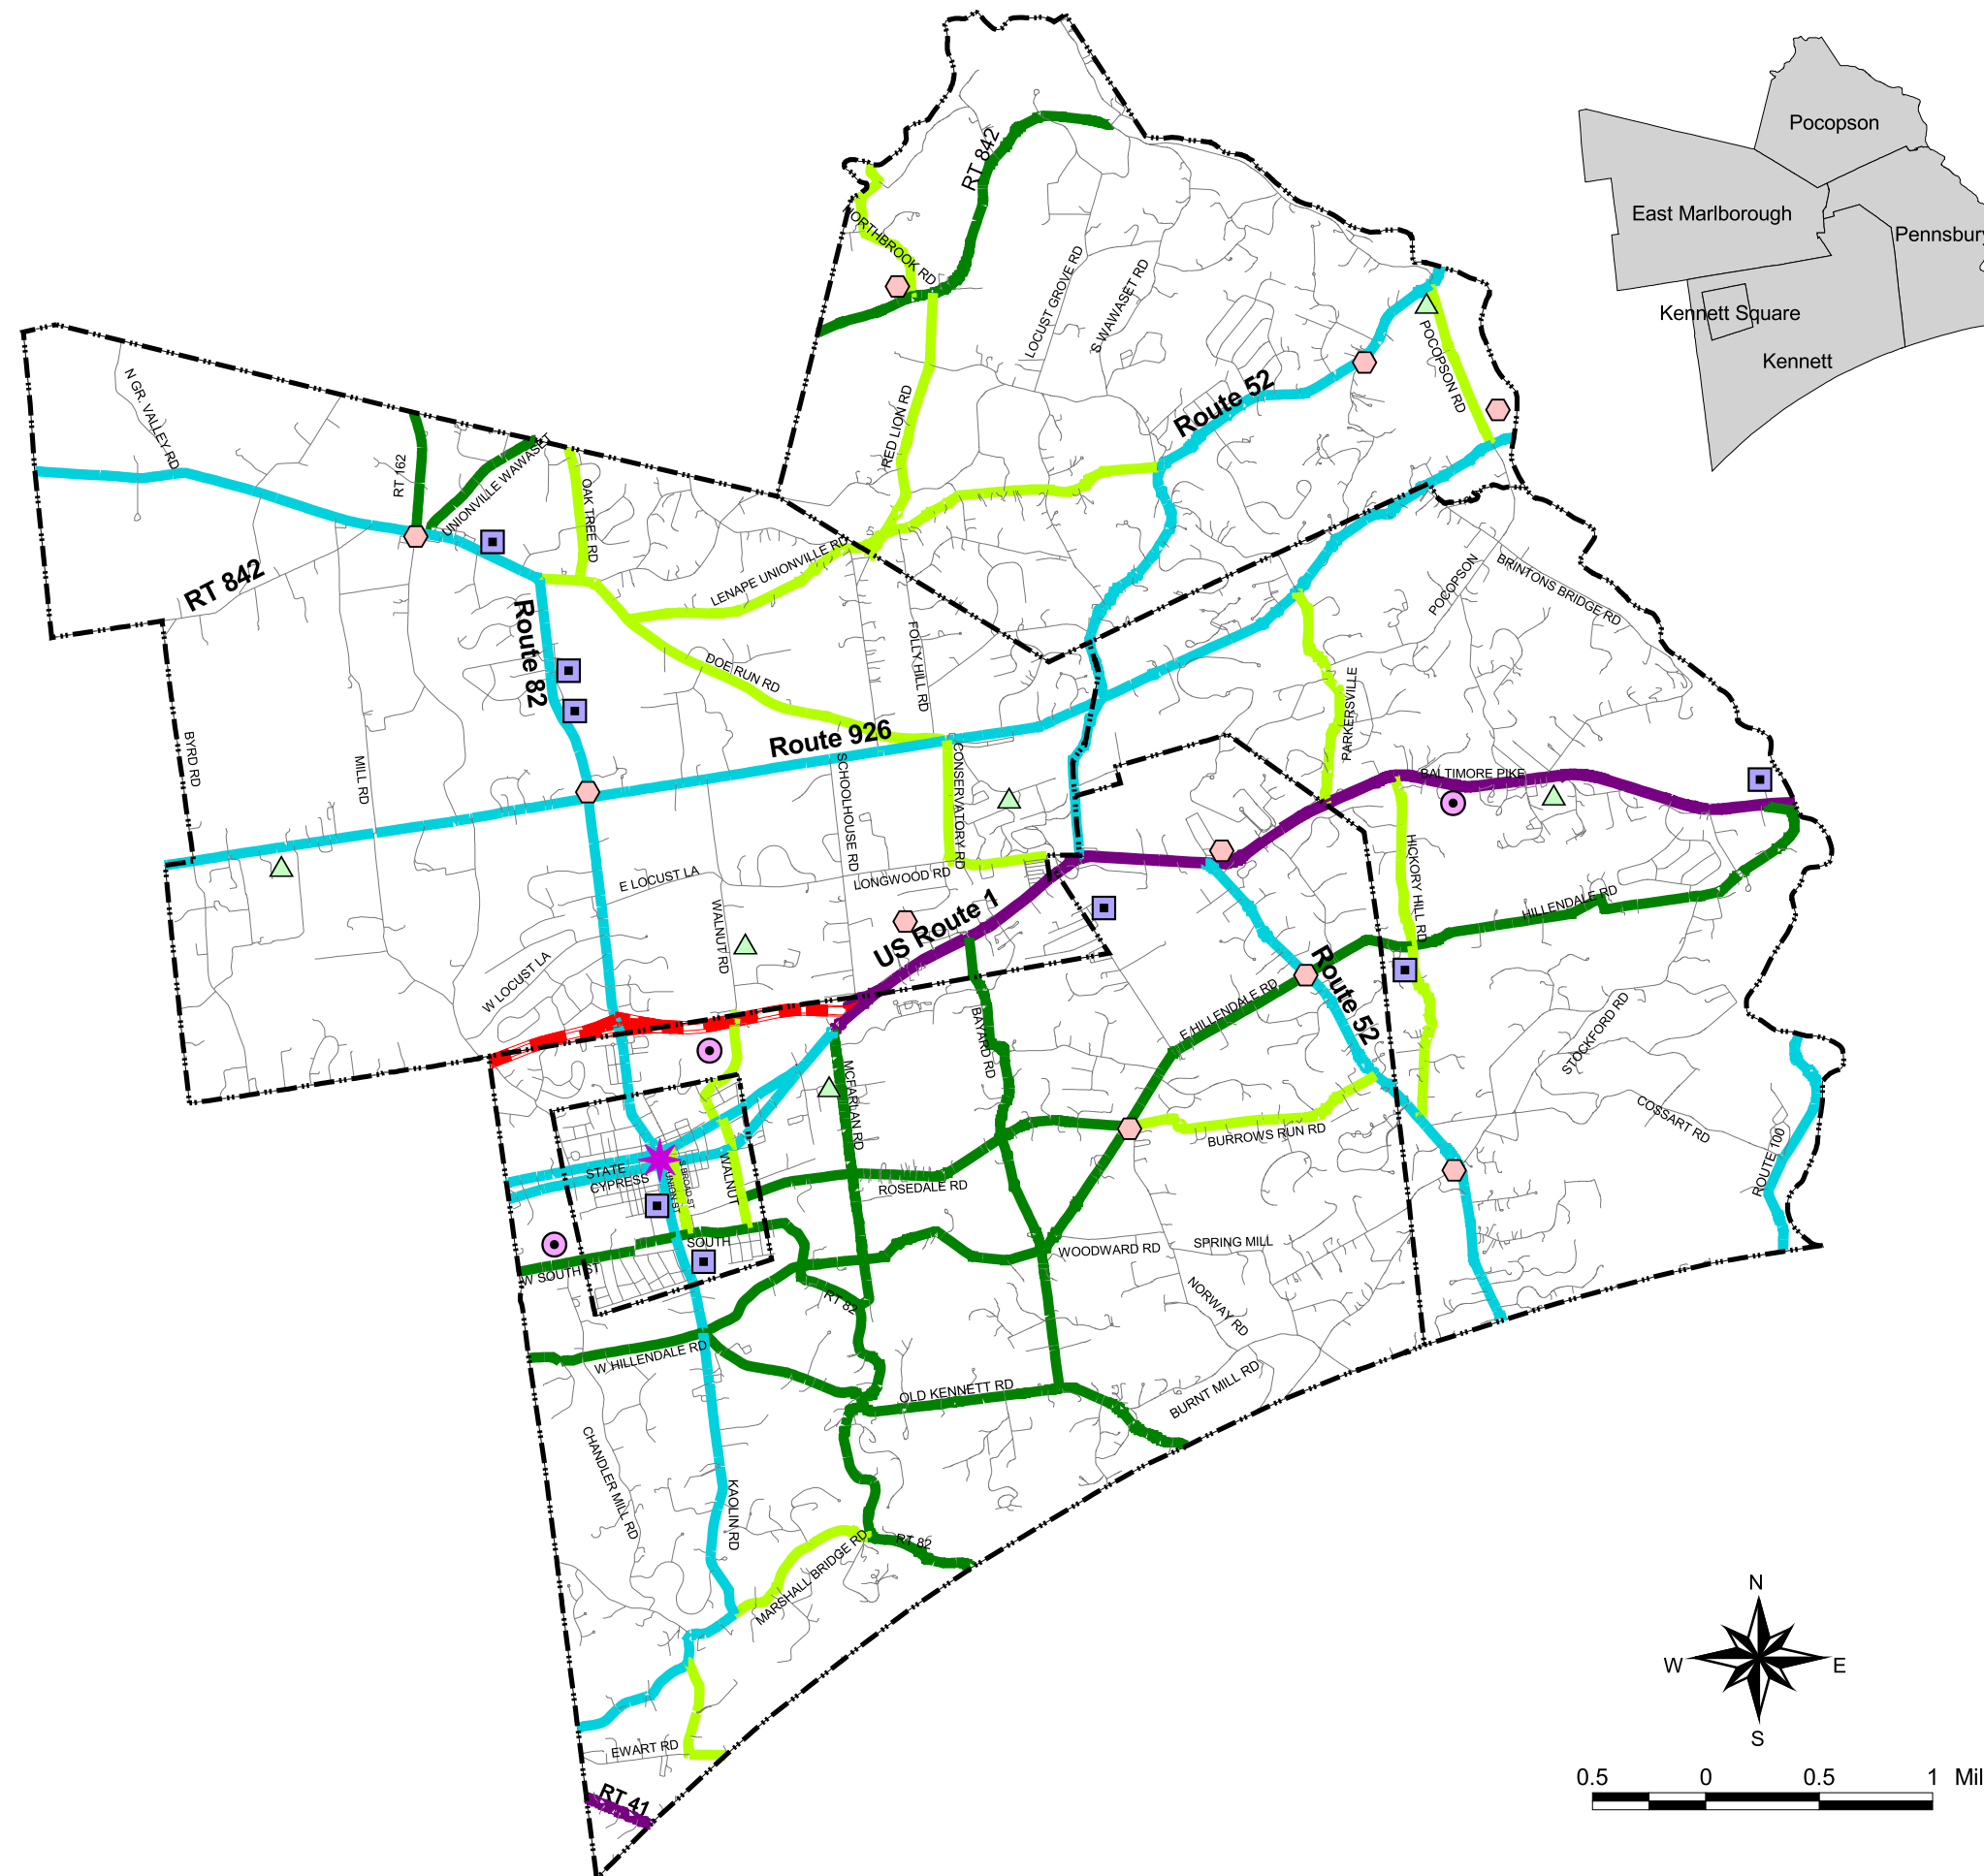 Pocopson
East Marlborough
Pennsbury
Kennett Square
Kennett
RT 842
NORTHBROOK RD
LOCUST GROVE RD
S WAWASET RD
POCOPSON RD
Route 52
RED LION RD
N GR. VALLEY RD
RT 162
UNIONVILLE WAWASET
OAK TREE RD
LENAPE UNIONVILLE RD
RT 842
Route 82
DOE RUN RD
FOLLY HILL RD
POCOPSON
BRINTONS BRIDGE RD
PARKERSVILLE
Route 926
BYRD RD
MILL RD
SCHOOLHOUSE RD
CONSERVATORY RD
BALTIMORE PIKE
HICKORY HILL RD
E LOCUST LA
LONGWOOD RD
WALNUT RD
US Route 1
HILLENDALE RD
W LOCUST LA
Route 52
E HILLENDALE RD
BAYARD RD
MCFARLAN RD
STOCKFORD RD
COSSART RD
ROUTE 100
BURROWS RUN RD
STATE
CYPRESS
UNION ST
S BROAD ST
WALNUT
ROSEDALE RD
SOUTH
W SOUTH ST
WOODWARD RD
SPRING MILL
NORWAY RD
RT 82
W HILLENDALE RD
OLD KENNETT RD
BURNT MILL RD
CHANDLER MILL RD
KAOLIN RD
RT 82
MARSHALL BRIDGE RD
EWART RD
RT 41
N
W
E
S
0.5 0 0.5 1 Mil